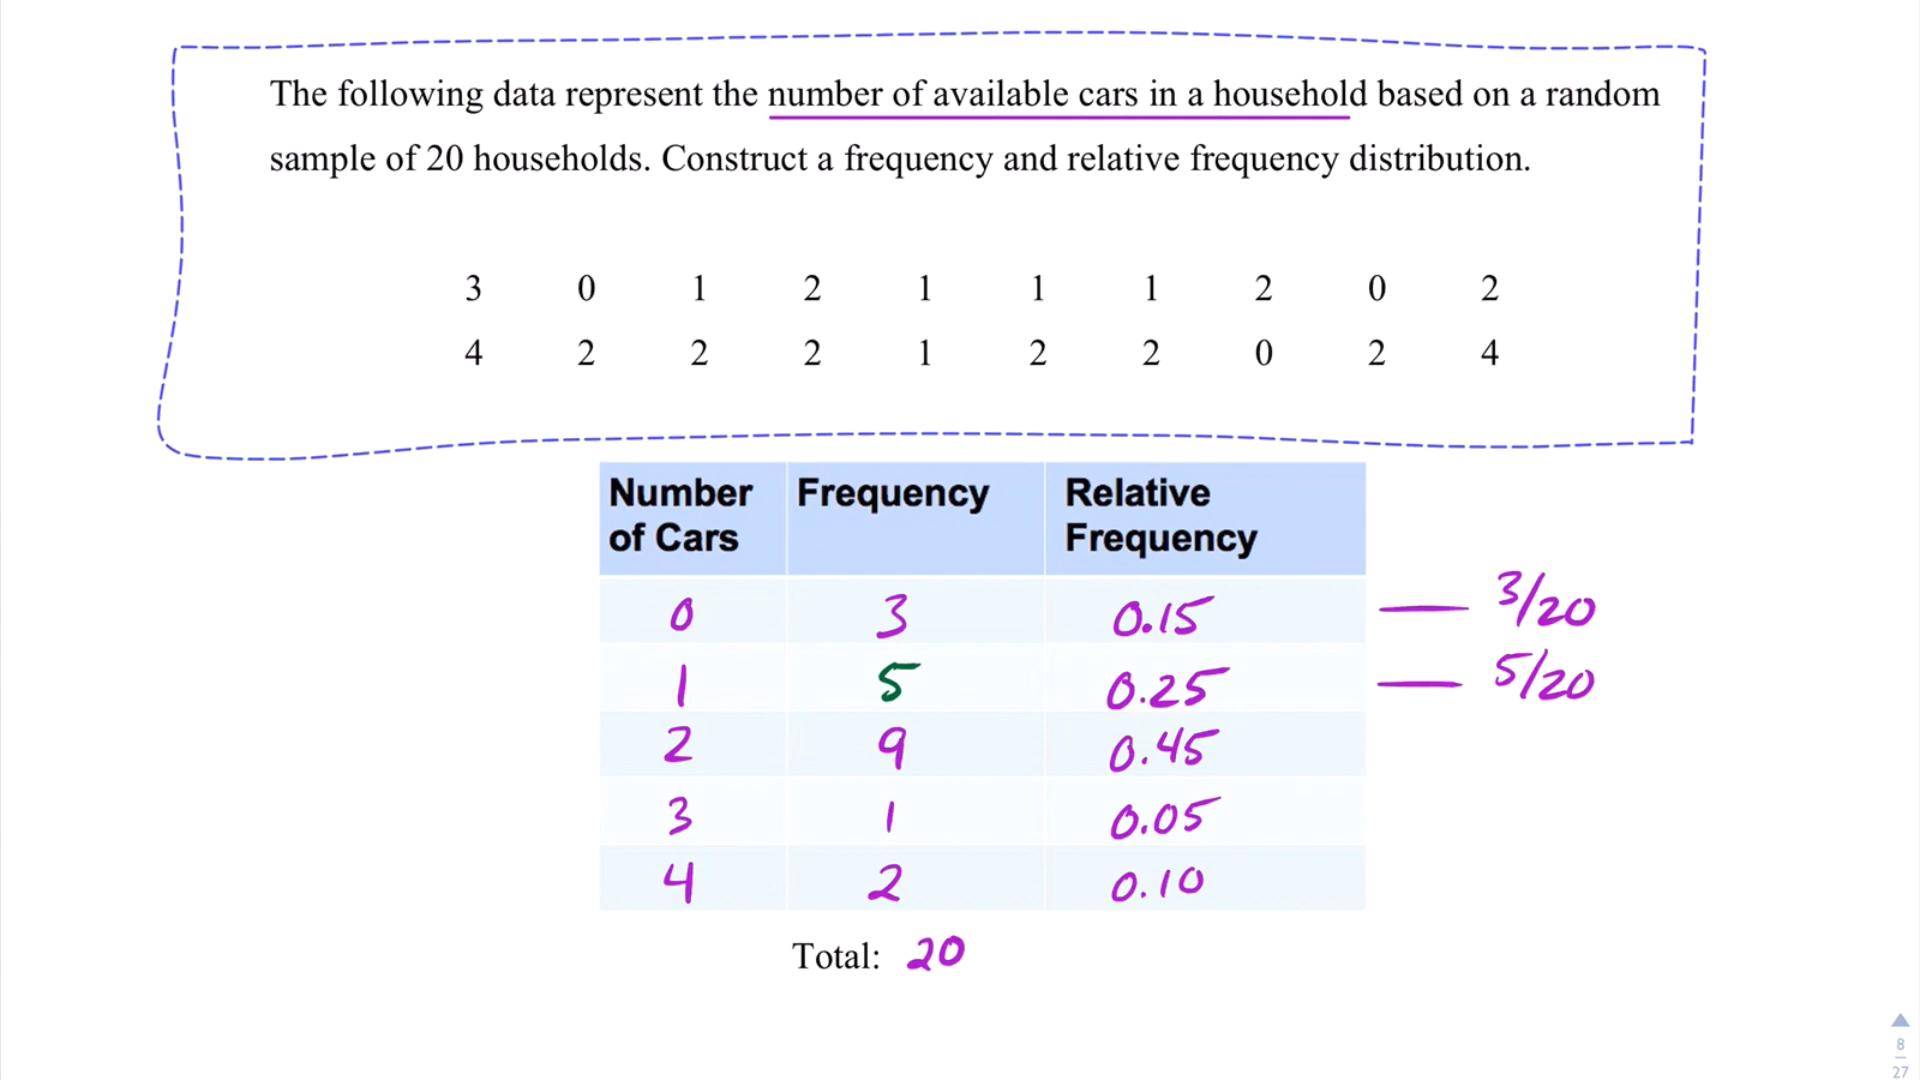 The following data represent the number of available cars in a household based on a random
sample of 20 households. Construct a frequency and relative frequency distribution.
3 0 1 2 1 1 1 2 0 2
4 2 2 2 1 2 2 0 2 4
Number of Cars Frequency Relative Frequency
0 3 0.15 — 3/20
1 5 0.25 — 5/20
2 9 0.45
3 1 0.05
4 2 0.10
Total: 20
8
27